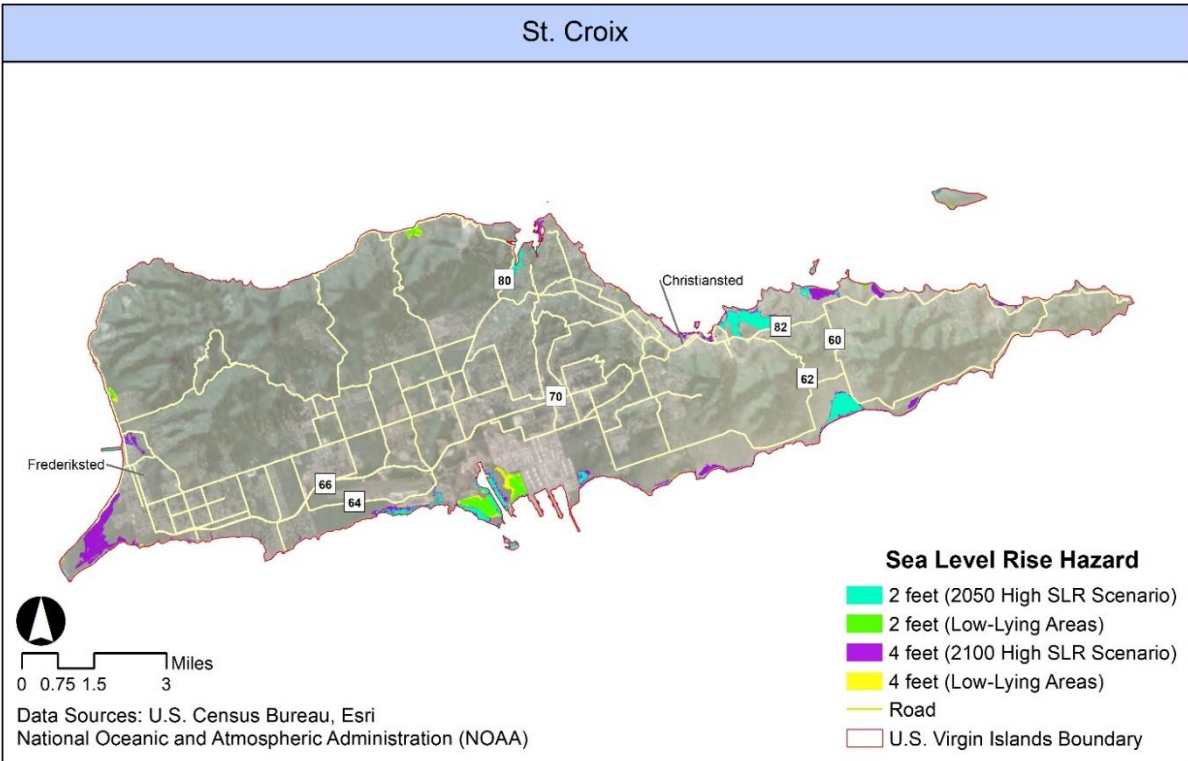 St. Croix
80
Christiansted
82
60
62
70
Frederiksted
66
64
Sea Level Rise Hazard
2 feet (2050 High SLR Scenario)
2 feet (Low-Lying Areas)
4 feet (2100 High SLR Scenario)
4 feet (Low-Lying Areas)
Road
U.S. Virgin Islands Boundary
Miles
0 0.75 1.5 3
Data Sources: U.S. Census Bureau, Esri
National Oceanic and Atmospheric Administration (NOAA)